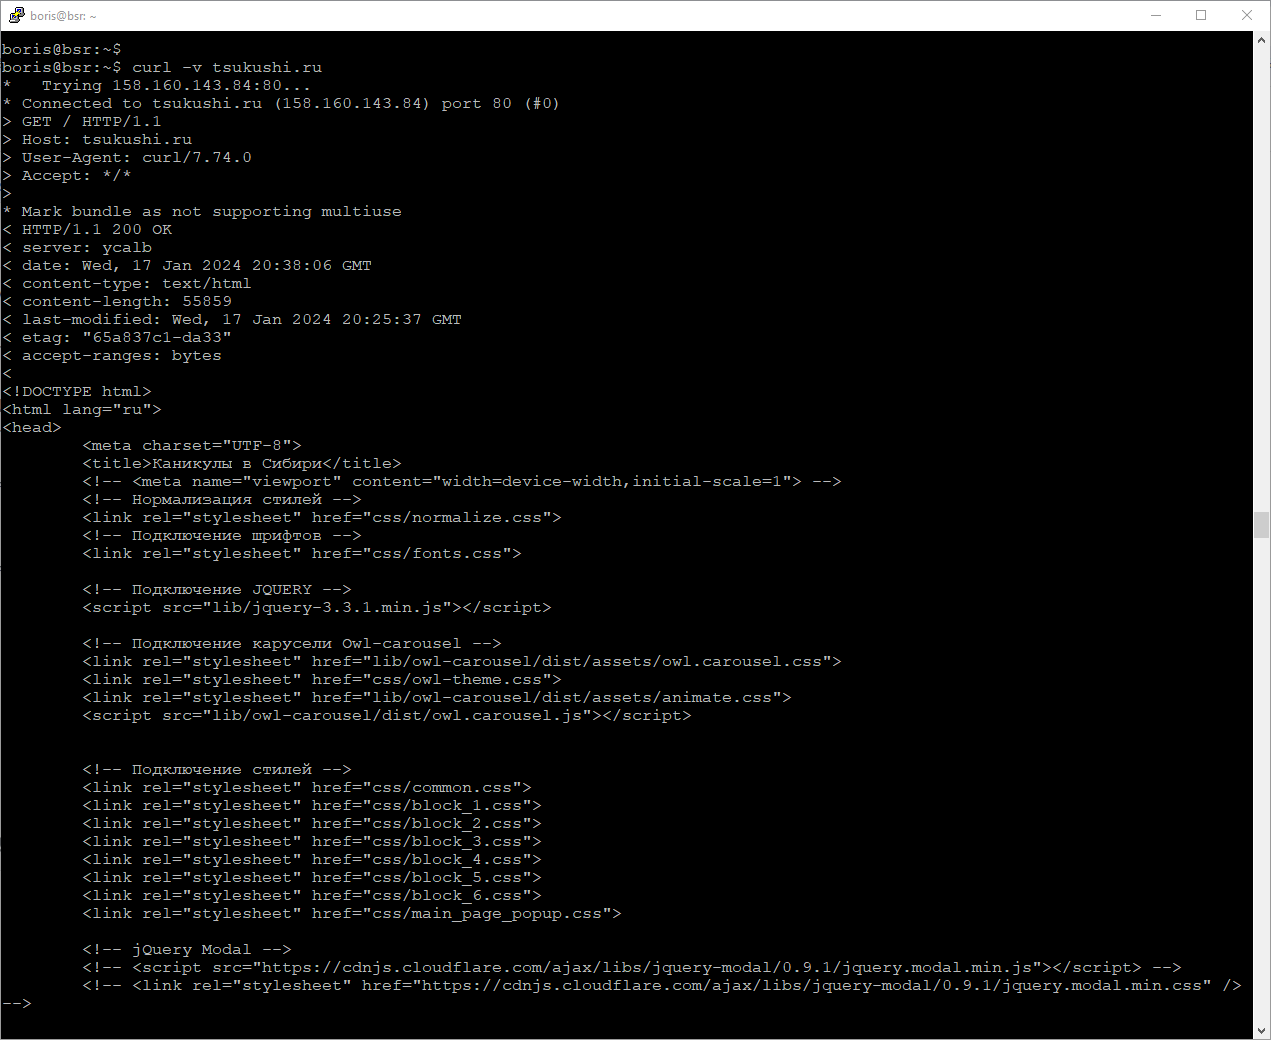 boris@bsr: ~
boris@bsr:~$
boris@bsr:~$ curl -v tsukushi.ru
*   Trying 158.160.143.84:80...
* Connected to tsukushi.ru (158.160.143.84) port 80 (#0)
> GET / HTTP/1.1
> Host: tsukushi.ru
> User-Agent: curl/7.74.0
> Accept: */*
>
* Mark bundle as not supporting multiuse
< HTTP/1.1 200 OK
< server: ycalb
< date: Wed, 17 Jan 2024 20:38:06 GMT
< content-type: text/html
< content-length: 55859
< last-modified: Wed, 17 Jan 2024 20:25:37 GMT
< etag: "65a837c1-da33"
< accept-ranges: bytes
<
<!DOCTYPE html>
<html lang="ru">
<head>
        <meta charset="UTF-8">
        <title>Каникулы в Сибири</title>
        <!-- <meta name="viewport" content="width=device-width,initial-scale=1"> -->
        <!-- Нормализация стилей -->
        <link rel="stylesheet" href="css/normalize.css">
        <!-- Подключение шрифтов -->
        <link rel="stylesheet" href="css/fonts.css">

        <!-- Подключение JQUERY -->
        <script src="lib/jquery-3.3.1.min.js"></script>

        <!-- Подключение карусели Owl-carousel -->
        <link rel="stylesheet" href="lib/owl-carousel/dist/assets/owl.carousel.css">
        <link rel="stylesheet" href="css/owl-theme.css">
        <link rel="stylesheet" href="lib/owl-carousel/dist/assets/animate.css">
        <script src="lib/owl-carousel/dist/owl.carousel.js"></script>

        <!-- Подключение стилей -->
        <link rel="stylesheet" href="css/common.css">
        <link rel="stylesheet" href="css/block_1.css">
        <link rel="stylesheet" href="css/block_2.css">
        <link rel="stylesheet" href="css/block_3.css">
        <link rel="stylesheet" href="css/block_4.css">
        <link rel="stylesheet" href="css/block_5.css">
        <link rel="stylesheet" href="css/block_6.css">
        <link rel="stylesheet" href="css/main_page_popup.css">

        <!-- jQuery Modal -->
        <!-- <script src="https://cdnjs.cloudflare.com/ajax/libs/jquery-modal/0.9.1/jquery.modal.min.js"></script> -->
        <!-- <link rel="stylesheet" href="https://cdnjs.cloudflare.com/ajax/libs/jquery-modal/0.9.1/jquery.modal.min.css" />
-->